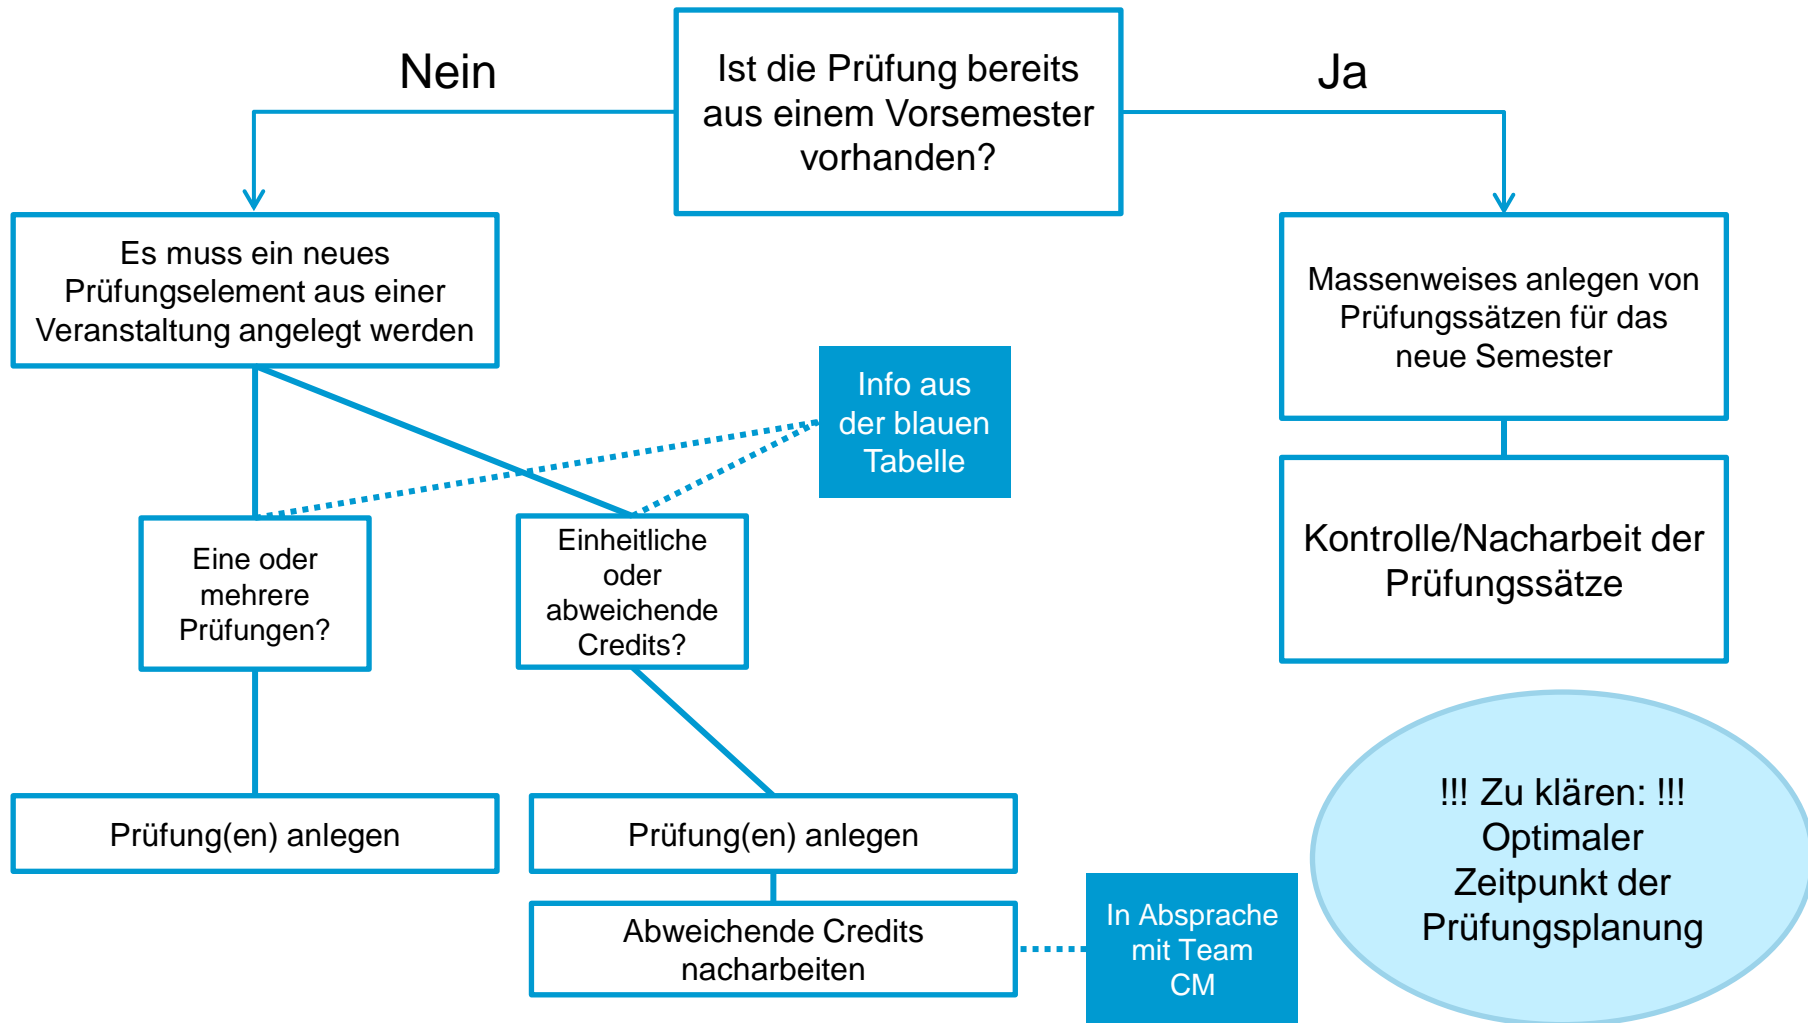 Nein
Ist die Prüfung bereits
aus einem Vorsemester
vorhanden?
Ja
Es muss ein neues
Prüfungselement aus einer
Veranstaltung angelegt werden
Massenweises anlegen von
Prüfungssätzen für das
neue Semester
Info aus
der blauen
Tabelle
Eine oder
mehrere
Prüfungen?
Einheitliche
oder
abweichende
Credits?
Kontrolle/Nacharbeit der
Prüfungssätze
Prüfung(en) anlegen
Prüfung(en) anlegen
Abweichende Credits
nacharbeiten
In Absprache
mit Team
CM
!!! Zu klären: !!!
Optimaler
Zeitpunkt der
Prüfungsplanung